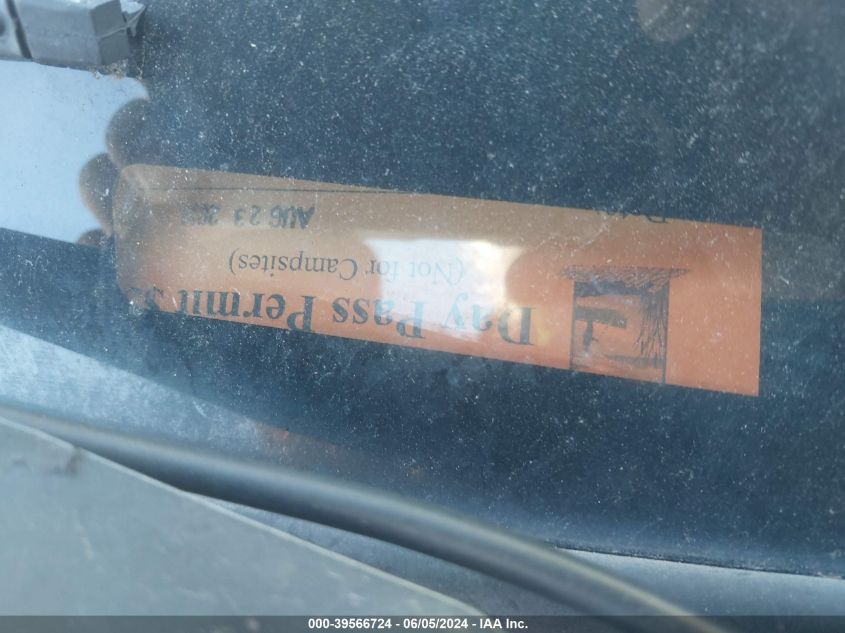 Day Pass Permit
(Not for Campsites)
AUG 23
000-39566724 - 06/05/2024 - IAA Inc.